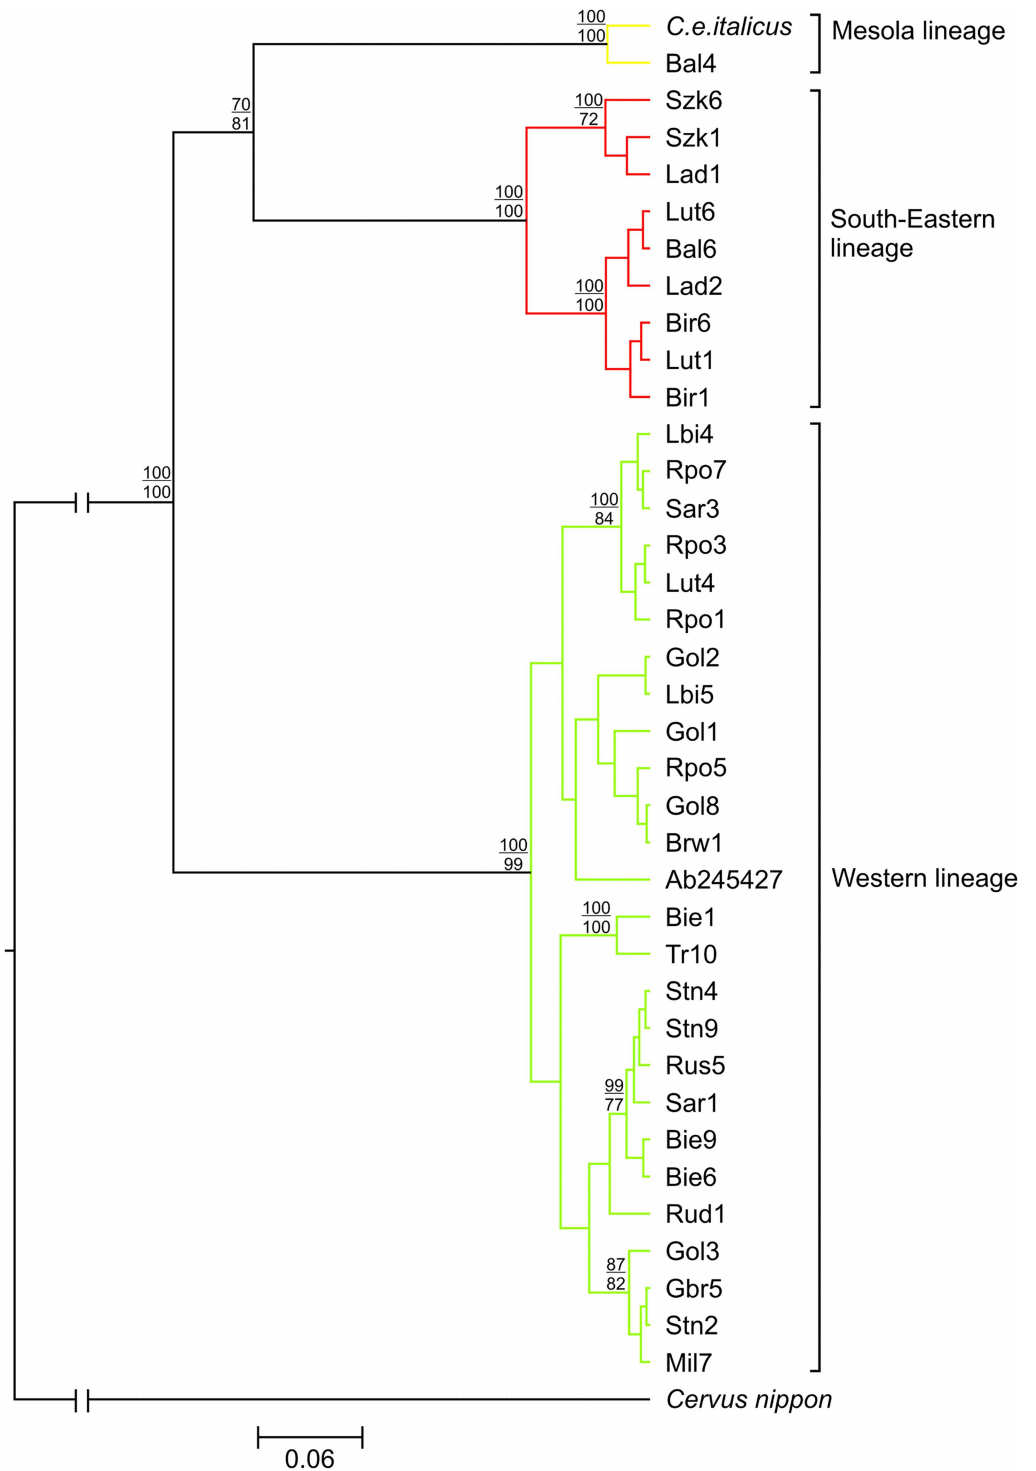 100
100
C.e.italicus
Mesola lineage
Bal4
70
81
100
72
Szk6
Szk1
Lad1
100
100
Lut6
South-Eastern
lineage
Bal6
Lad2
100
100
Bir6
Lut1
Bir1
Lbi4
100
100
Rpo7
100
84
Sar3
Rpo3
Lut4
Rpo1
Gol2
Lbi5
Gol1
Rpo5
Gol8
Brw1
100
99
Ab245427
Western lineage
100
100
Bie1
Tr10
Stn4
Stn9
Rus5
99
77
Sar1
Bie9
Bie6
Rud1
Gol3
87
82
Gbr5
Stn2
Mil7
Cervus nippon
0.06